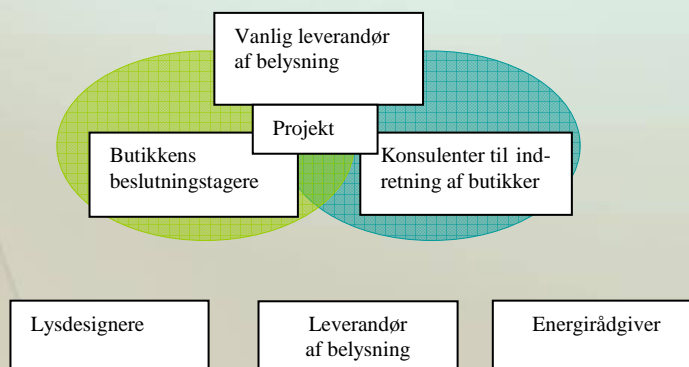 Vanlig leverandør
af belysning
Projekt
Butikkens
beslutningstagere
Konsulenter til ind-
retning af butikker
Lysdesignere
Leverandør
af belysning
Energirådgiver